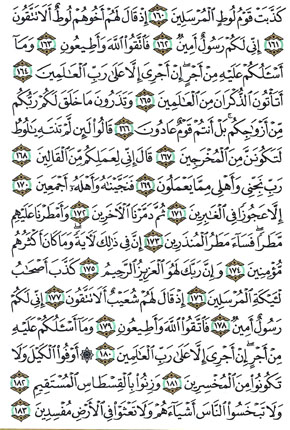 كَذَّبَتْ قَوْمُ لُوطٍ ٱلْمُرْسَلِينَ ١٦٠ إِذْ قَالَ لَهُمْ أَخُوهُمْ لُوطٌ أَلَا تَتَّقُونَ
١٦١ إِنِّى لَكُمْ رَسُولٌ أَمِينٌ ١٦٢ فَٱتَّقُوا۟ ٱللَّهَ وَأَطِيعُونِ ١٦٣ وَمَآ
أَسْـَٔلُكُمْ عَلَيْهِ مِنْ أَجْرٍ إِنْ أَجْرِىَ إِلَّا عَلَىٰ رَبِّ ٱلْعَـٰلَمِينَ ١٦٤
أَتَأْتُونَ ٱلذُّكْرَانَ مِنَ ٱلْعَـٰلَمِينَ ١٦٥ وَتَذَرُونَ مَا خَلَقَ لَكُمْ رَبُّكُم
مِّنْ أَزْوَٰجِكُم بَلْ أَنتُمْ قَوْمٌ عَادُونَ ١٦٦ قَالُوا۟ لَئِن لَّمْ تَنتَهِ يَـٰلُوطُ
لَتَكُونَنَّ مِنَ ٱلْمُخْرَجِينَ ١٦٧ قَالَ إِنِّى لِعَمَلِكُم مِّنَ ٱلْقَالِينَ ١٦٨
رَبِّ نَجِّنِى وَأَهْلِى مِمَّا يَعْمَلُونَ ١٦٩ فَنَجَّيْنَـٰهُ وَأَهْلَهُۥٓ أَجْمَعِينَ ١٧٠
إِلَّا عَجُوزًا فِى ٱلْغَـٰبِرِينَ ١٧١ ثُمَّ دَمَّرْنَا ٱلْـَٔاخَرِينَ ١٧٢ وَأَمْطَرْنَا عَلَيْهِم
مَّطَرًا فَسَآءَ مَطَرُ ٱلْمُنذَرِينَ ١٧٣ إِنَّ فِى ذَٰلِكَ لَـَٔايَةً وَمَا كَانَ أَكْثَرُهُم
مُّؤْمِنِينَ ١٧٤ وَإِنَّ رَبَّكَ لَهُوَ ٱلْعَزِيزُ ٱلرَّحِيمُ ١٧٥ كَذَّبَ أَصْحَـٰبُ
لْـَٔيْكَةِ ٱلْمُرْسَلِينَ ١٧٦ إِذْ قَالَ لَهُمْ شُعَيْبٌ أَلَا تَتَّقُونَ ١٧٧ إِنِّى لَكُمْ
رَسُولٌ أَمِينٌ ١٧٨ فَٱتَّقُوا۟ ٱللَّهَ وَأَطِيعُونِ ١٧٩ وَمَآ أَسْـَٔلُكُمْ عَلَيْهِ
مِنْ أَجْرٍ إِنْ أَجْرِىَ إِلَّا عَلَىٰ رَبِّ ٱلْعَـٰلَمِينَ ١٨٠ ۞ أَوْفُوا۟ ٱلْكَيْلَ وَلَا
تَكُونُوا۟ مِنَ ٱلْمُخْسِرِينَ ١٨١ وَزِنُوا۟ بِٱلْقِسْطَاسِ ٱلْمُسْتَقِيمِ ١٨٢
وَلَا تَبْخَسُوا۟ ٱلنَّاسَ أَشْيَآءَهُمْ وَلَا تَعْثَوْا۟ فِى ٱلْأَرْضِ مُفْسِدِينَ ١٨٣